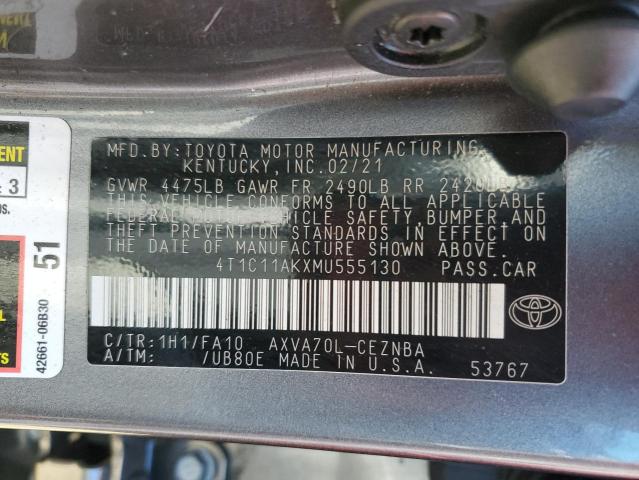 MFD.BY:TOYOTA MOTOR MANUFACTURING,
KENTUCKY, INC. 02/21
GVWR 4475LB GAWR FR 2490LB RR
THIS VEHICLE CONFORMS TO ALL APPLICABLE
FEDERAL MOTOR VEHICLE SAFETY, BUMPER, AND
THEFT PREVENTION STANDARDS IN EFFECT ON
THE DATE OF MANUFACTURE SHOWN ABOVE.
4T1C11AKXMU555130 PASS.CAR
C/TR:1H1/FA10 AXVA70L-CEZNBA
A/TM: /UB80E MADE IN U.S.A. 53767
3
51
42661-06B30